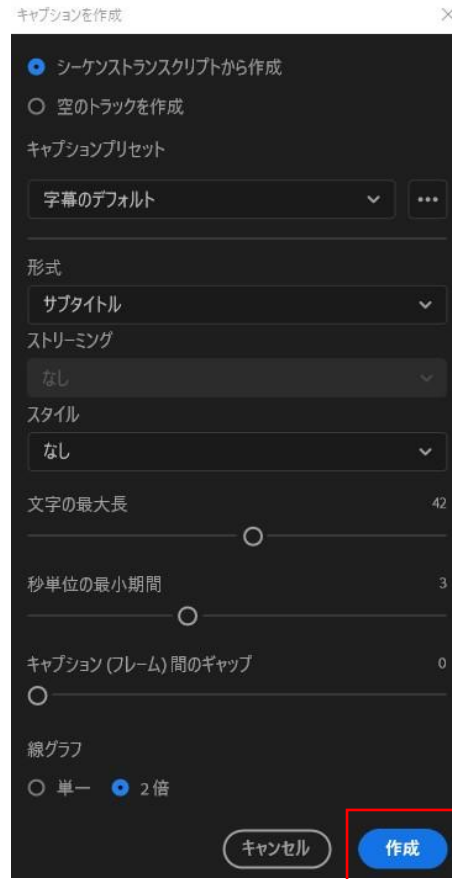 キャプションを作成
シーケンストランスクリプトから作成
空のトラックを作成
キャプションプリセット
字幕のデフォルト
形式
サブタイトル
ストリーミング
なし
スタイル
なし
文字の最大長 42
秒単位の最小期間 3
キャプション (フレーム) 間のギャップ 0
線グラフ
単一 2 倍
キャンセル 作成